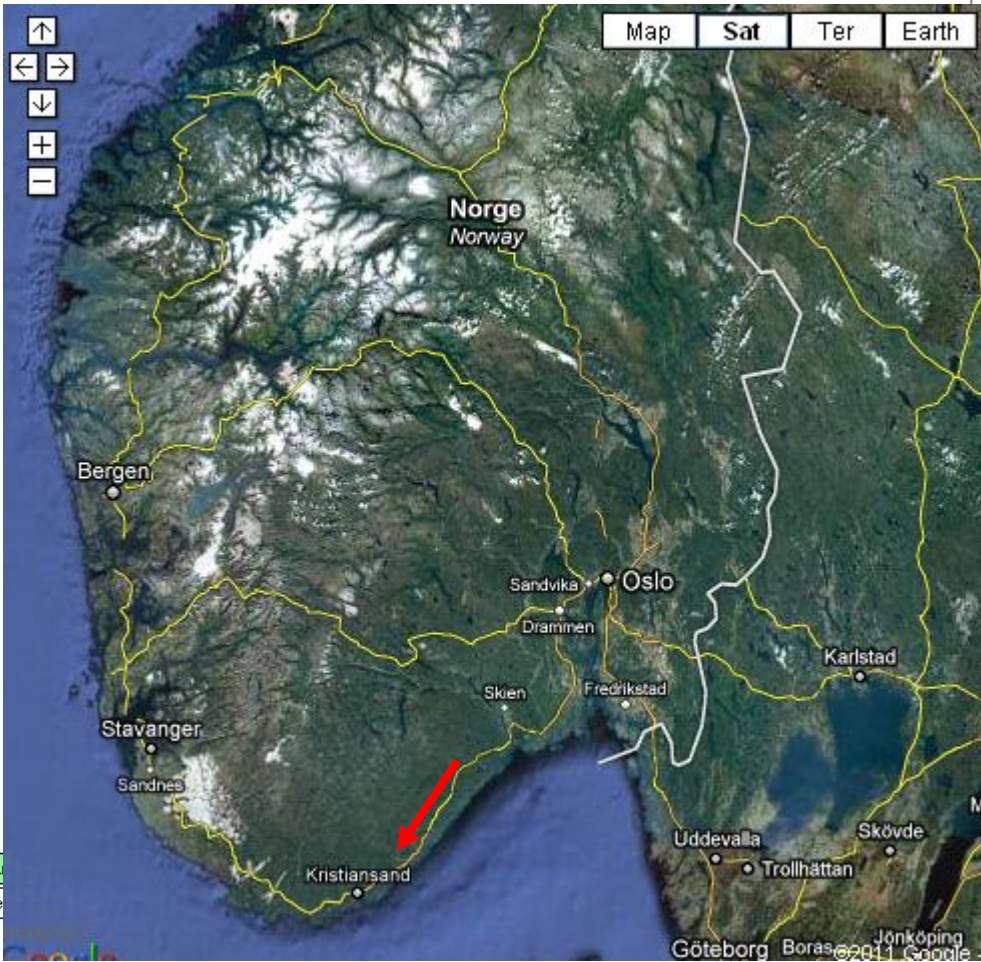 Map
Sat
Ter
Earth
Norge
Norway
Bergen
Sandvika
Oslo
Drammen
Karlstad
Skien
Fredrikstad
Stavanger
Sandnes
Uddevalla
Skövde
Trollhättan
Kristiansand
Göteborg
Borås
Jönköping
©2011 Google -